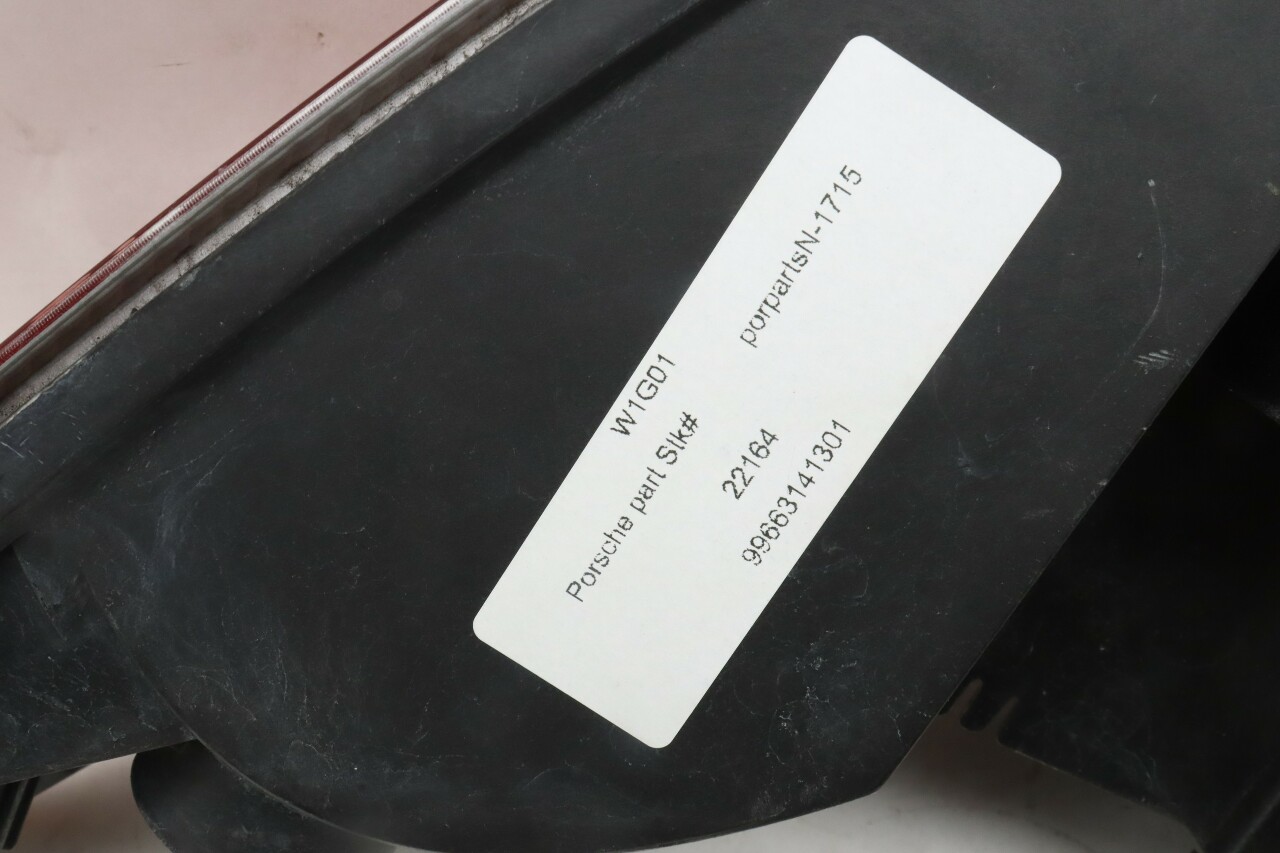 W1G01
Porsche part Slk#
porpartsN-1715
22164
99663141301